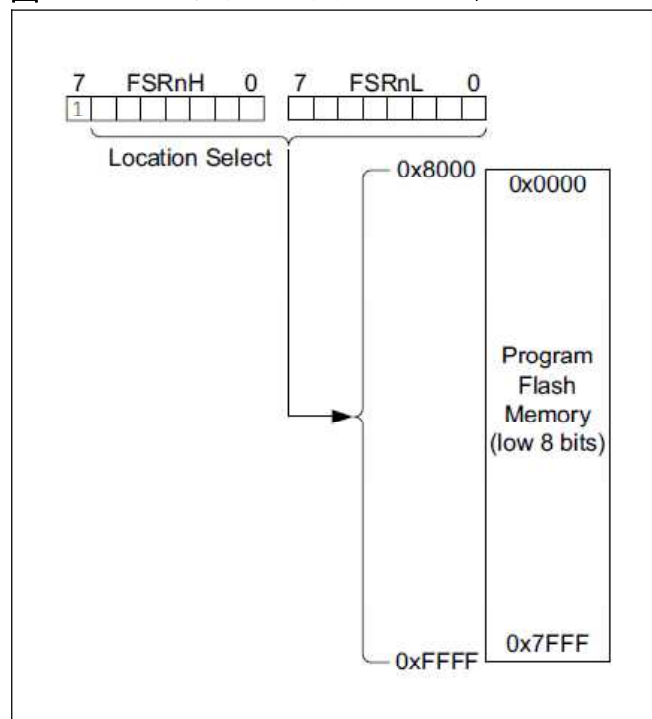 7 FSRnH 0 7 FSRnL 0
1
Location Select
0x8000
0x0000
Program
Flash
Memory
(low 8 bits)
0x7FFF
0xFFFF